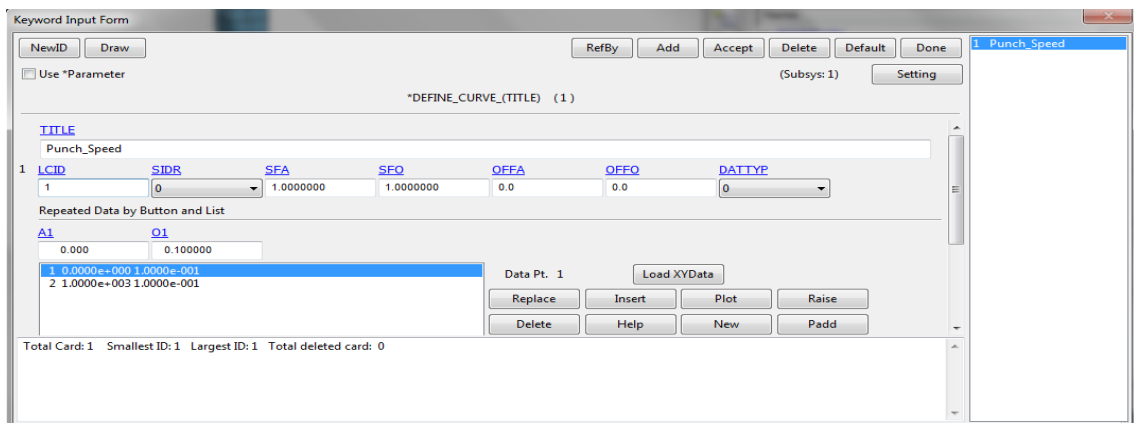 Keyword Input Form
NewID Draw RefBy Add Accept Delete Default Done
1 Punch_Speed
Use *Parameter (Subsys: 1) Setting
*DEFINE_CURVE_(TITLE) (1)
TITLE
Punch_Speed
1 LCID SIDR SFA SFO OFFA OFFO DATTYP
1 0 1.0000000 1.0000000 0.0 0.0 0
Repeated Data by Button and List
A1 O1
0.000 0.100000
1 0.0000e+000 1.0000e-001
2 1.0000e+003 1.0000e-001
Data Pt. 1 Load XYData
Replace Insert Plot Raise
Delete Help New Padd
Total Card: 1 Smallest ID: 1 Largest ID: 1 Total deleted card: 0